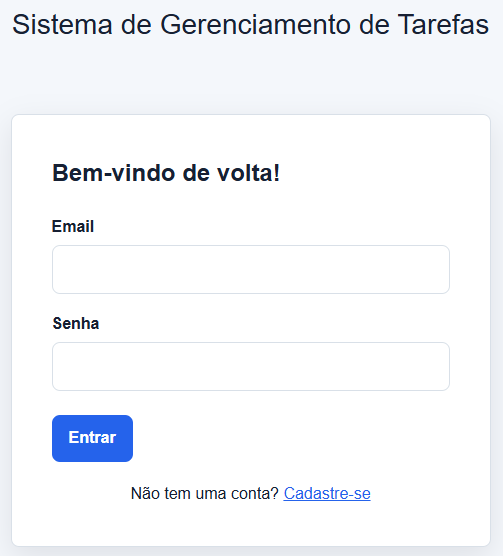 Sistema de Gerenciamento de Tarefas
Bem-vindo de volta!
Email
Senha
Entrar
Não tem uma conta? Cadastre-se